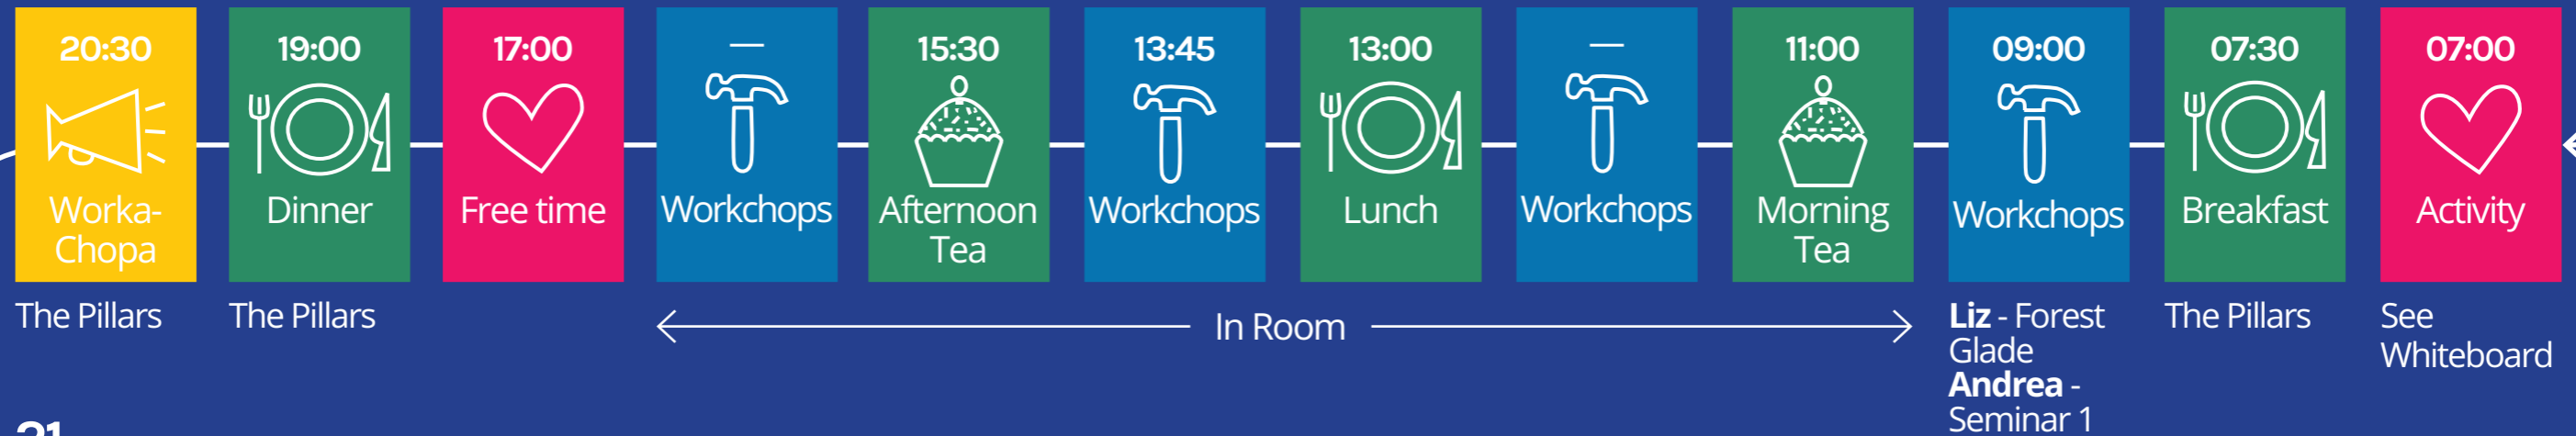 20:30
Worka-
Chopa
The Pillars
19:00
Dinner
The Pillars
17:00
Free time
—
Workchops
15:30
Afternoon
Tea
13:45
Workchops
13:00
Lunch
—
Workchops
11:00
Morning
Tea
In Room
09:00
Workchops
Liz - Forest
Glade
Andrea -
Seminar 1
07:30
Breakfast
The Pillars
07:00
Activity
See
Whiteboard
21